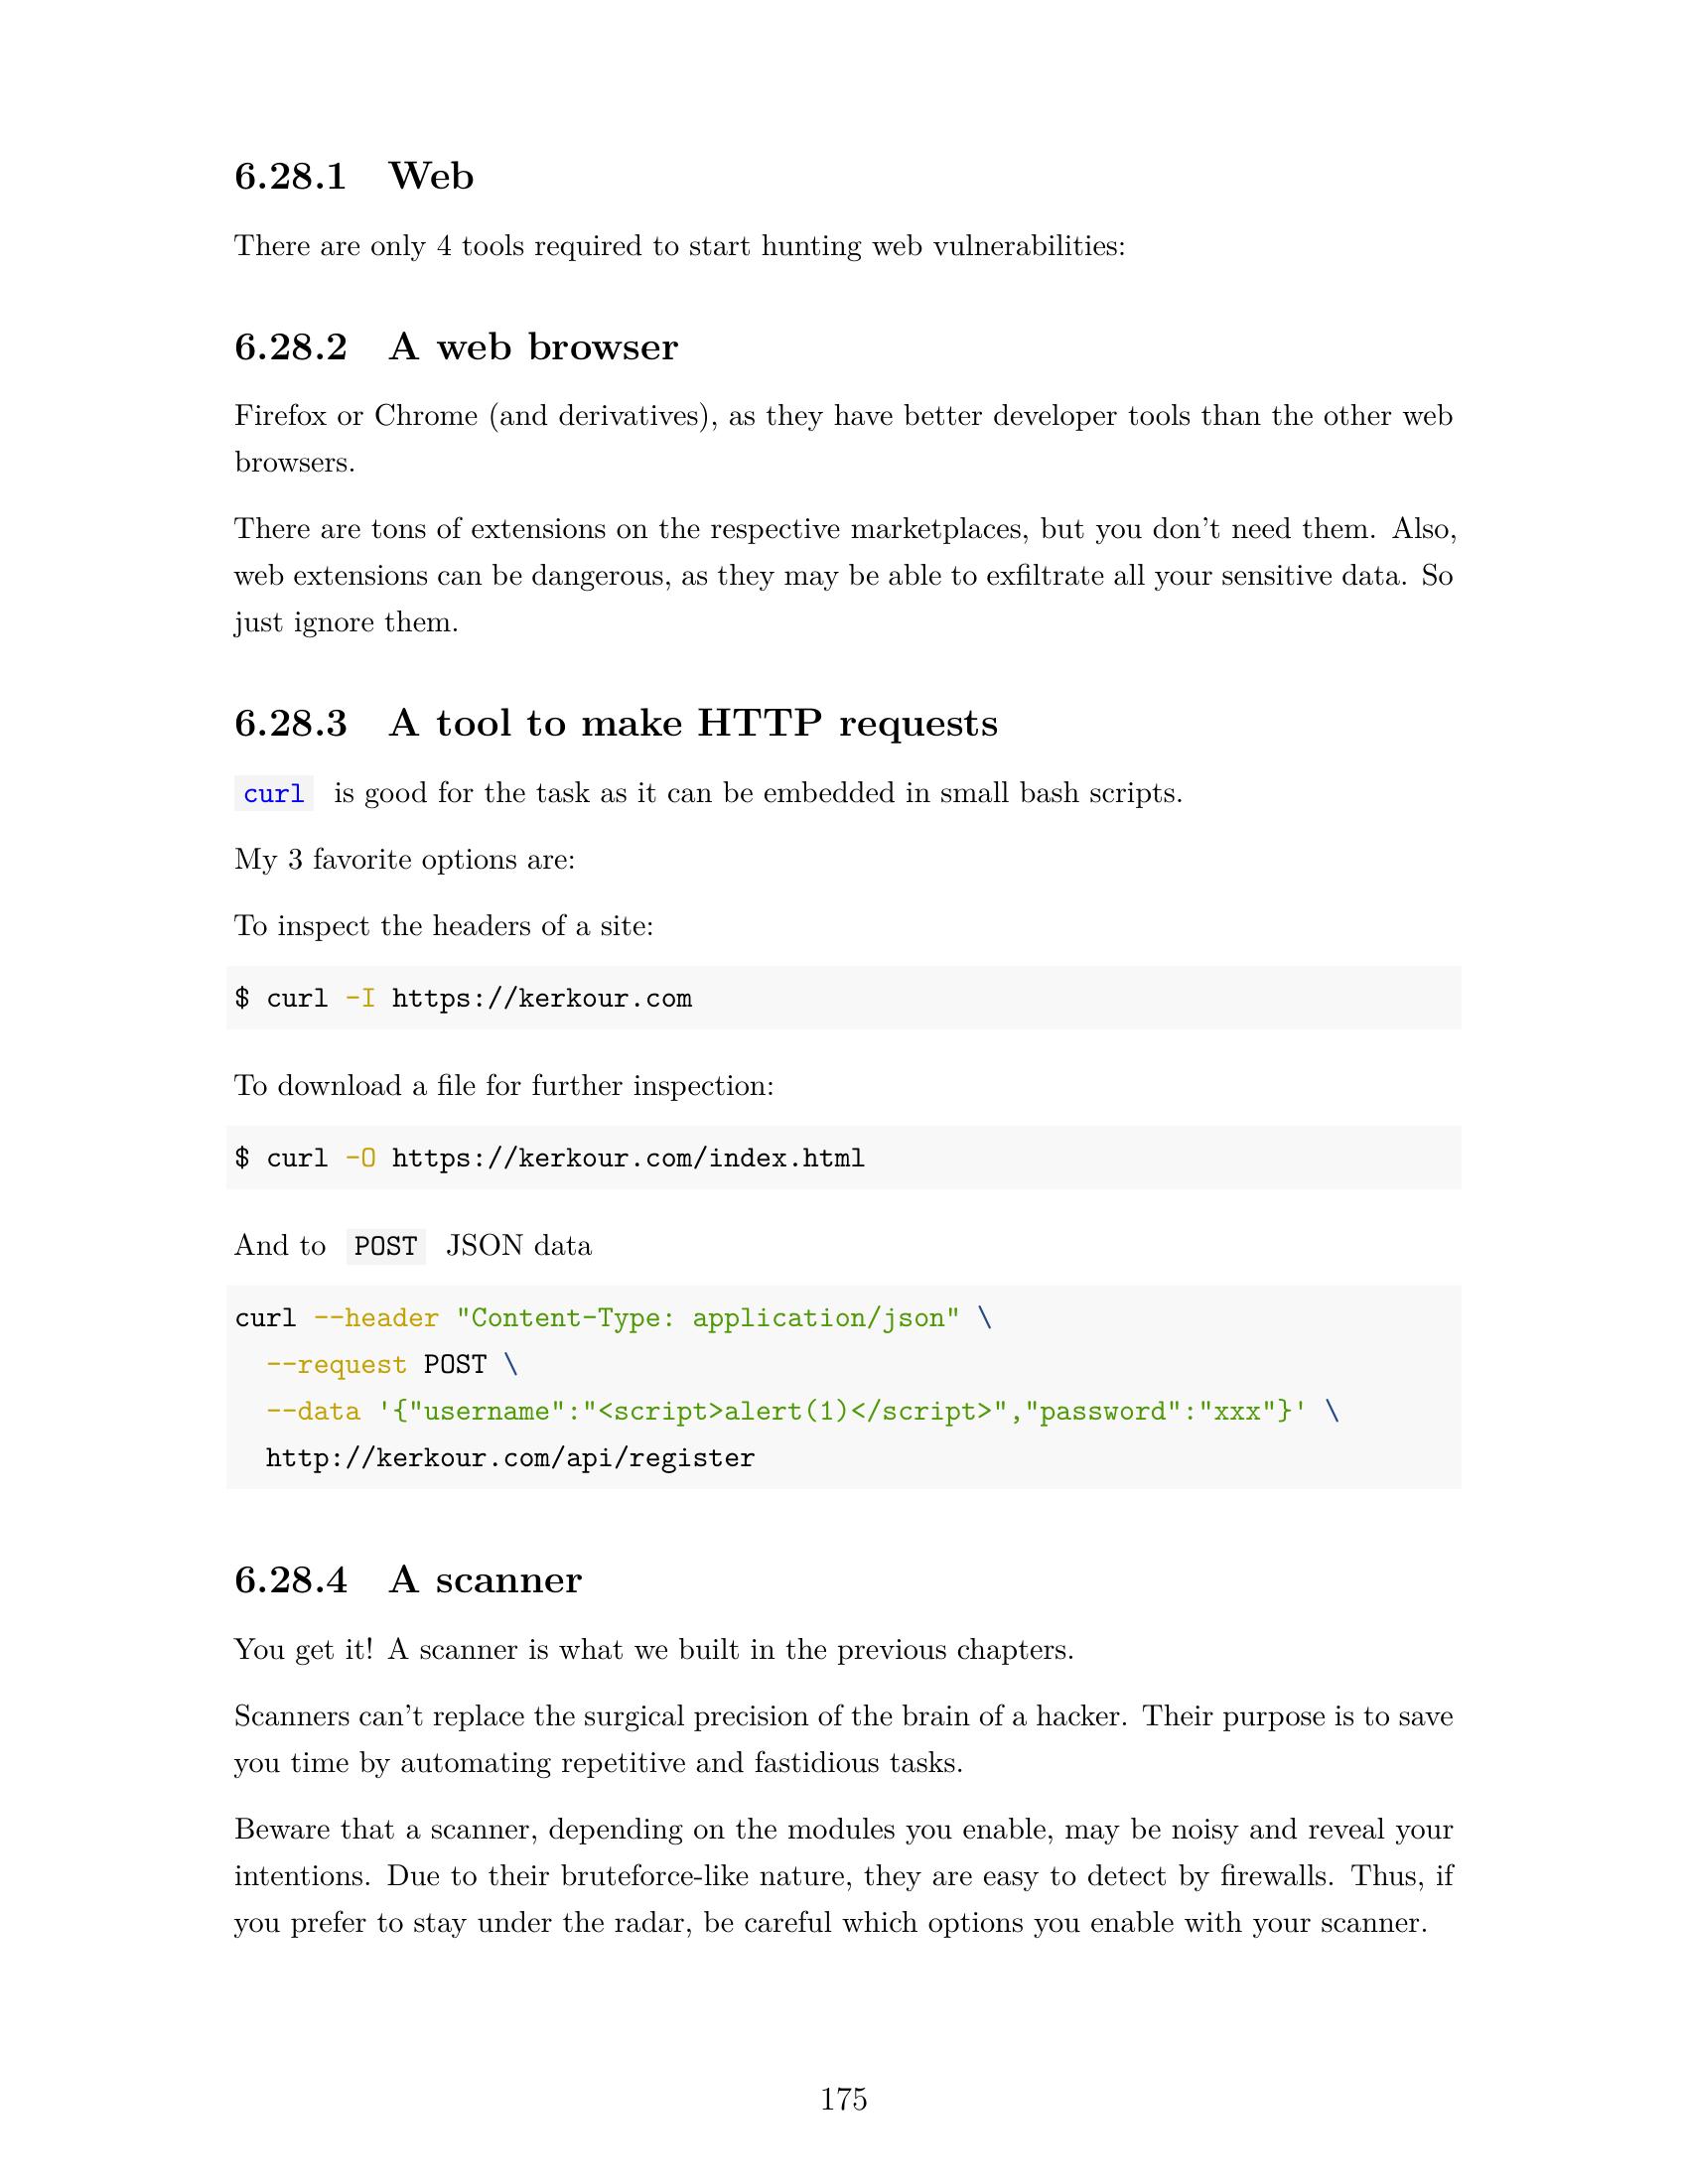 6.28.1 Web
There are only 4 tools required to start hunting web vulnerabilities:
6.28.2 A web browser
Firefox or Chrome (and derivatives), as they have better developer tools than the other web
browsers.
There are tons of extensions on the respective marketplaces, but you don't need them. Also,
web extensions can be dangerous, as they may be able to exfiltrate all your sensitive data. So
just ignore them.
6.28.3 A tool to make HTTP requests
curl is good for the task as it can be embedded in small bash scripts.
My 3 favorite options are:
To inspect the headers of a site:
$ curl -I https://kerkour.com
To download a file for further inspection:
$ curl -O https://kerkour.com/index.html
And to POST JSON data
curl --header "Content-Type: application/json" \
  --request POST \
  --data '{"username":"<script>alert(1)</script>","password":"xxx"}' \
  http://kerkour.com/api/register
6.28.4 A scanner
You get it! A scanner is what we built in the previous chapters.
Scanners can't replace the surgical precision of the brain of a hacker. Their purpose is to save
you time by automating repetitive and fastidious tasks.
Beware that a scanner, depending on the modules you enable, may be noisy and reveal your
intentions. Due to their bruteforce-like nature, they are easy to detect by firewalls. Thus, if
you prefer to stay under the radar, be careful which options you enable with your scanner.
175